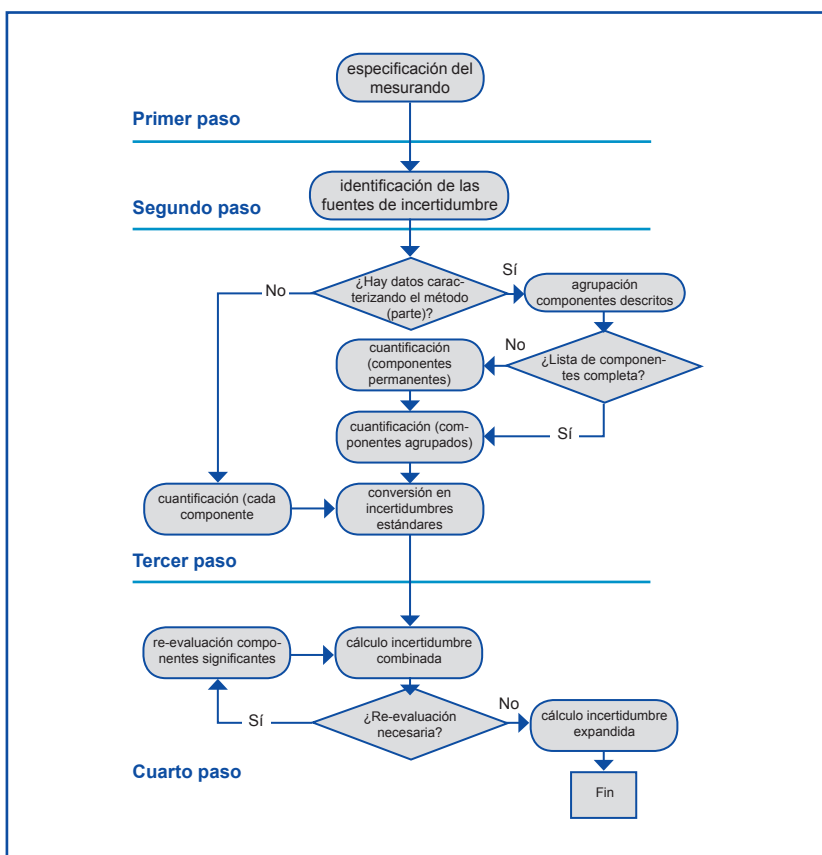 especificación del
mesurando
Primer paso
identificación de las
fuentes de incertidumbre
Segundo paso
¿Hay datos carac-
terizando el método
(parte)?
No
Sí
agrupación
componentes descritos
¿Lista de componen-
tes completa?
No
cuantificación
(componentes
permanentes)
Sí
cuantificación (com-
ponentes agrupados)
cuantificación (cada
componente
conversión en
incertidumbres
estándares
Tercer paso
re-evaluación compo-
nentes significantes
cálculo incertidumbre
combinada
¿Re-evaluación
necesaria?
Sí
No
cálculo incertidumbre
expandida
Cuarto paso
Fin